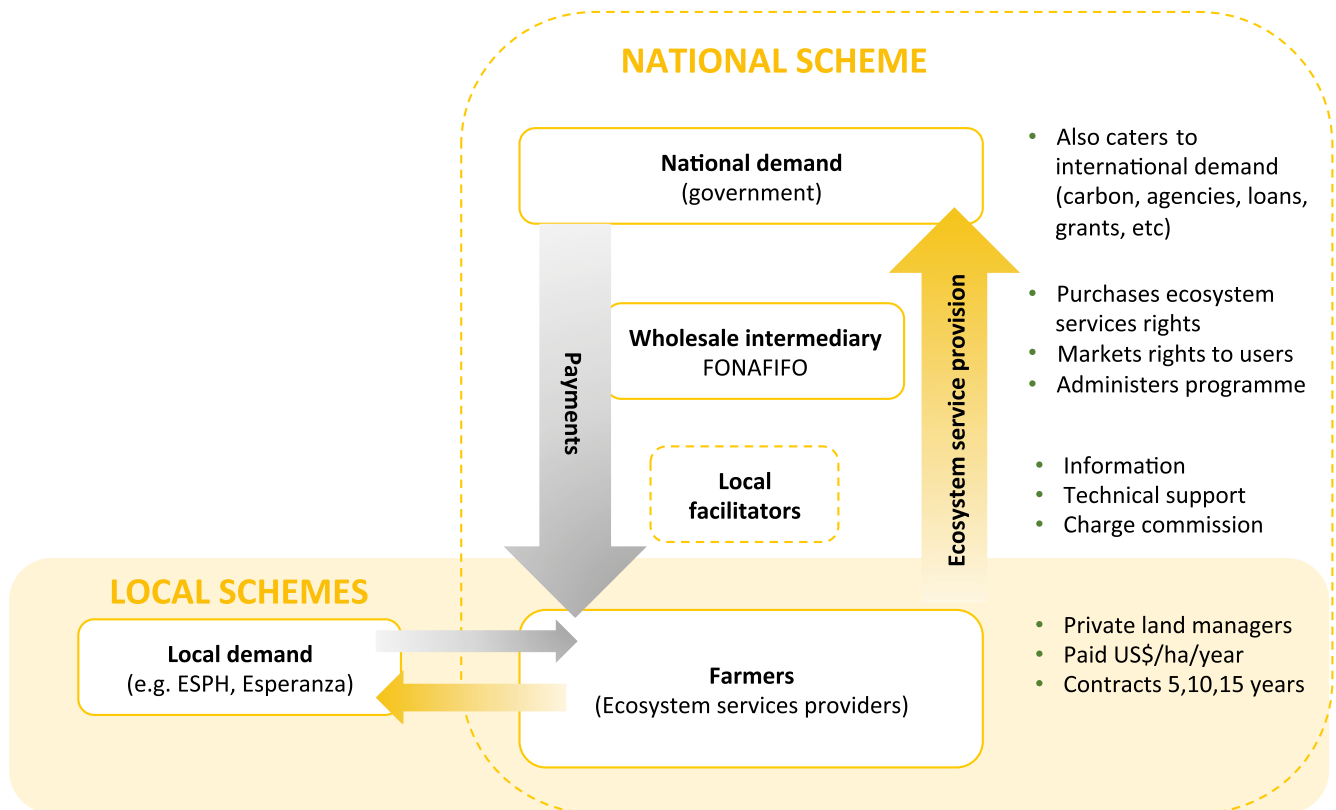 NATIONAL SCHEME
National demand
(government)
• Also caters to
international demand
(carbon, agencies, loans,
grants, etc)
Payments
Wholesale intermediary
FONAFIFO
Ecosystem service provision
• Purchases ecosystem
services rights
• Markets rights to users
• Administers programme
Local
facilitators
• Information
• Technical support
• Charge commission
LOCAL SCHEMES
Local demand
(e.g. ESPH, Esperanza)
Farmers
(Ecosystem services providers)
• Private land managers
• Paid US$/ha/year
• Contracts 5,10,15 years